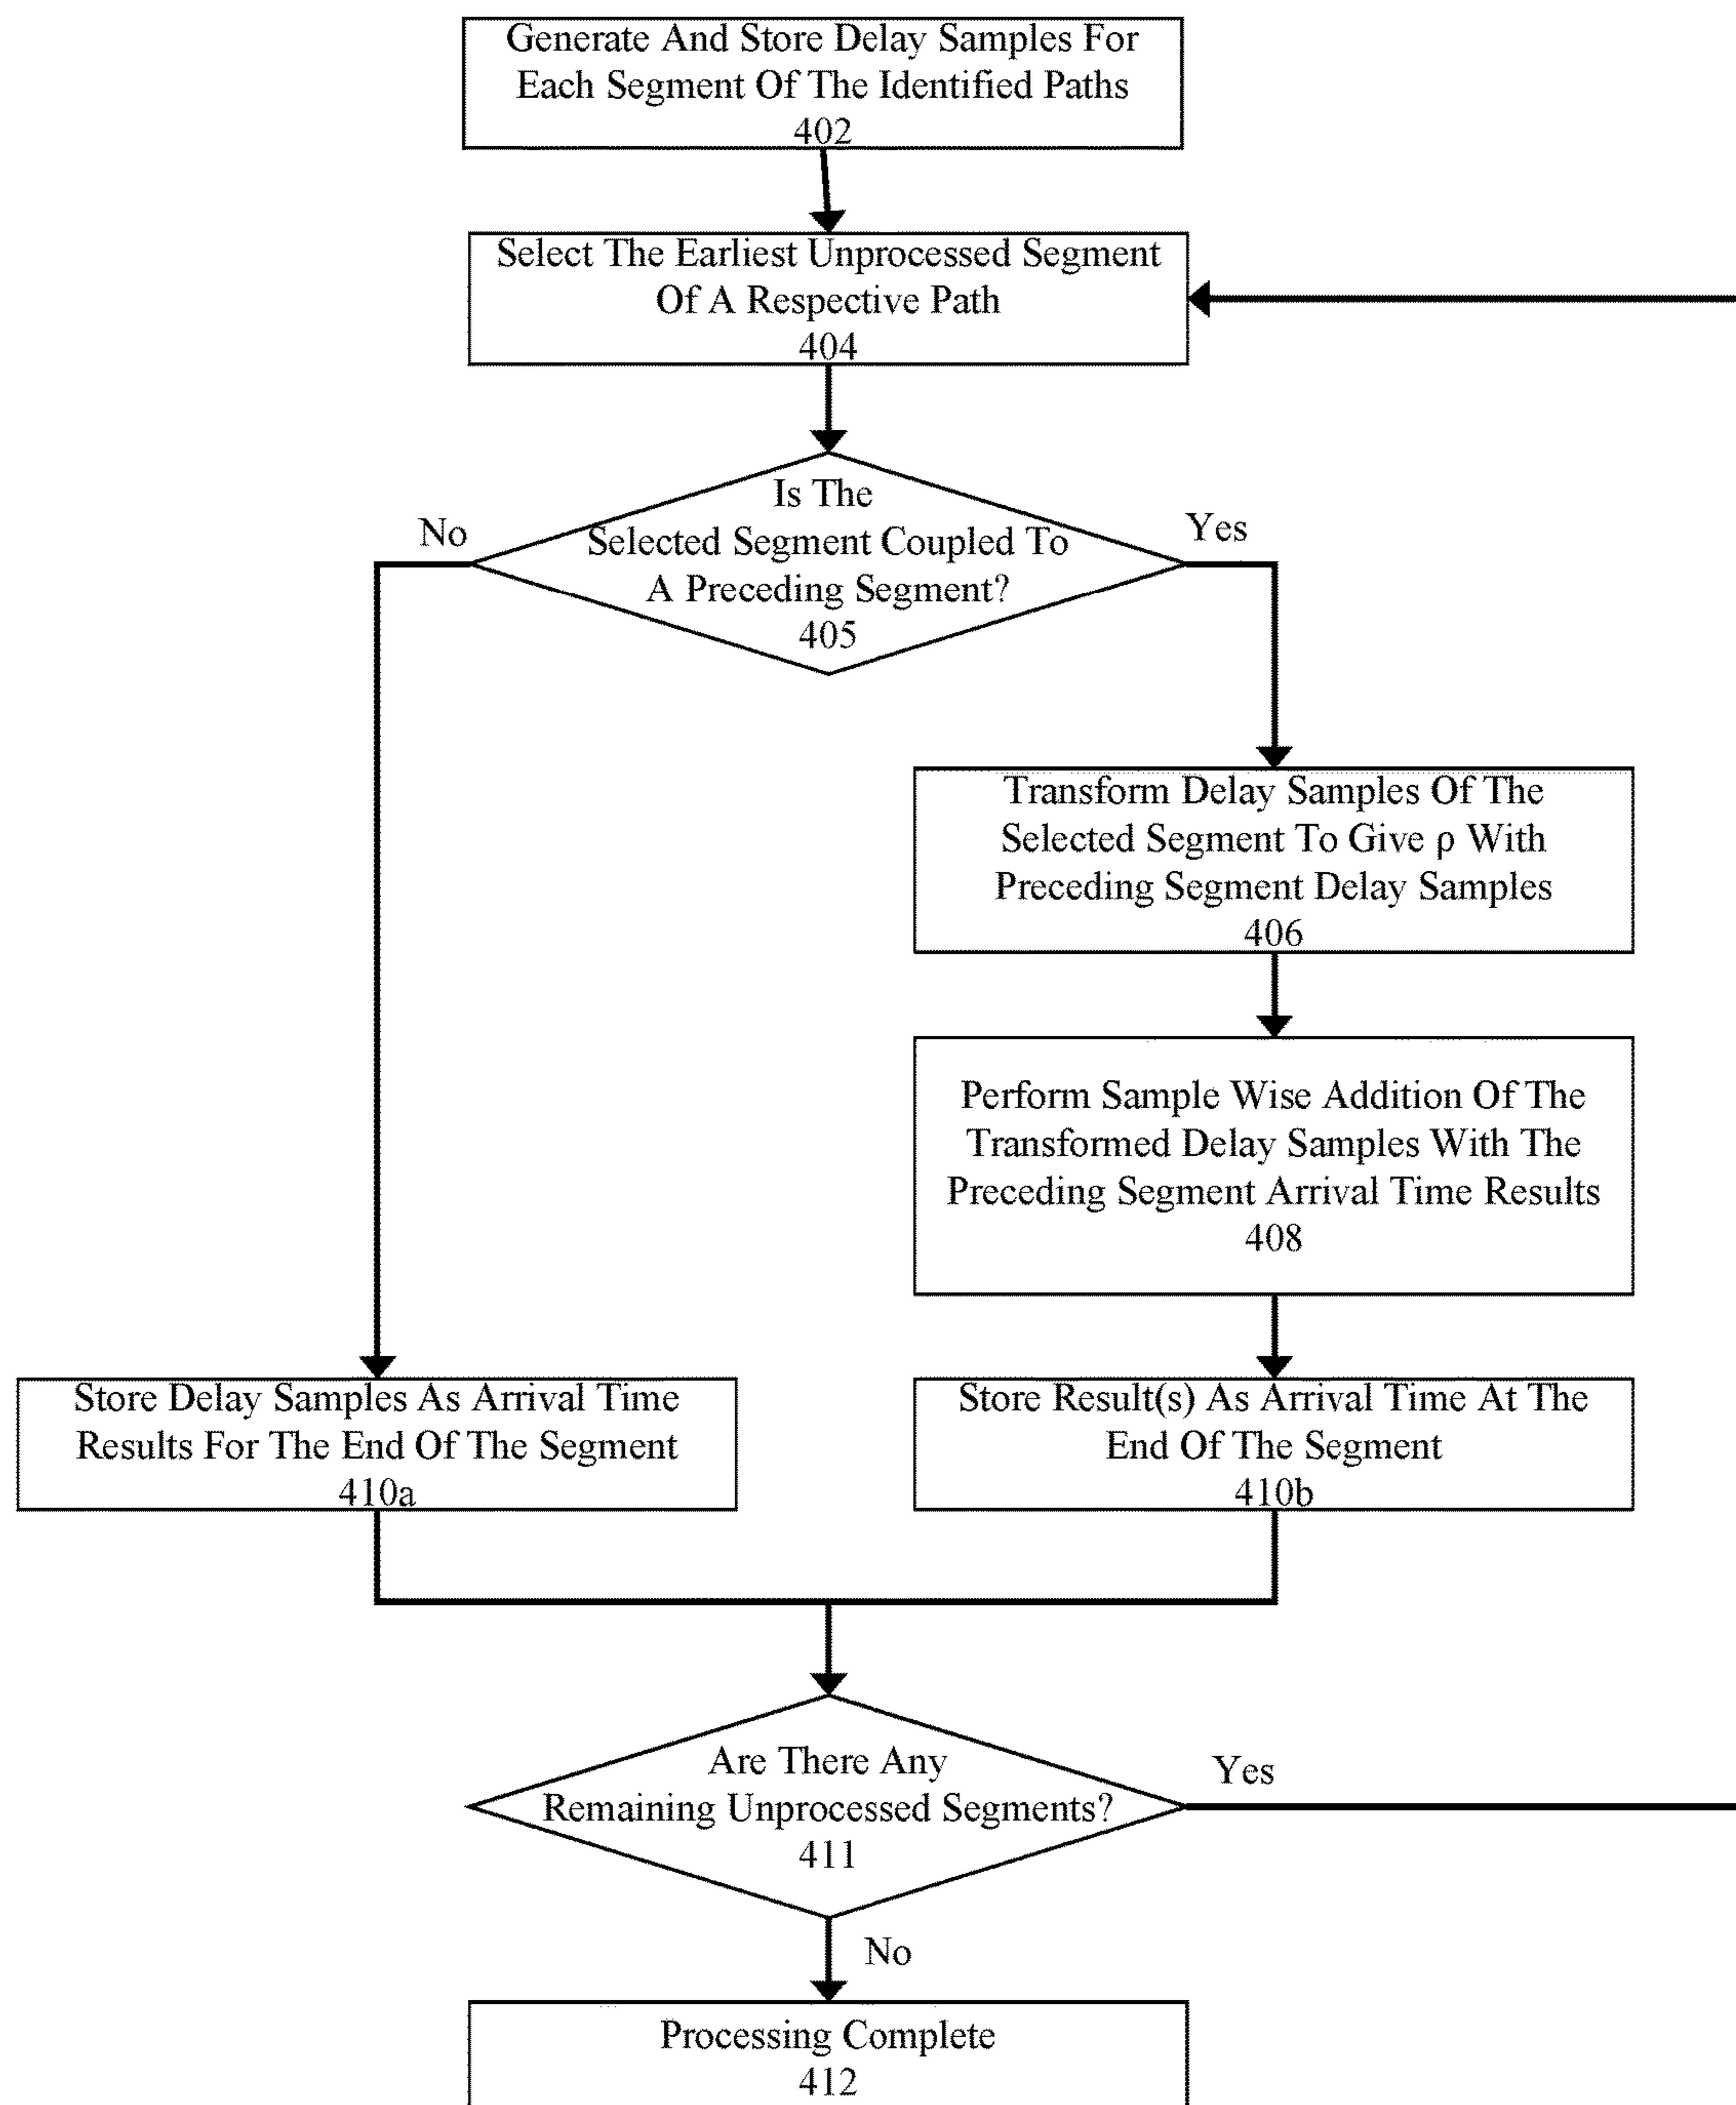 Generate And Store Delay Samples For
Each Segment Of The Identified Paths
402
Select The Earliest Unprocessed Segment
Of A Respective Path
404
Is The
Selected Segment Coupled To
A Preceding Segment?
405
No
Yes
Transform Delay Samples Of The
Selected Segment To Give ρ With
Preceding Segment Delay Samples
406
Perform Sample Wise Addition Of The
Transformed Delay Samples With The
Preceding Segment Arrival Time Results
408
Store Delay Samples As Arrival Time
Results For The End Of The Segment
410a
Store Result(s) As Arrival Time At The
End Of The Segment
410b
Are There Any
Remaining Unprocessed Segments?
411
Yes
No
Processing Complete
412